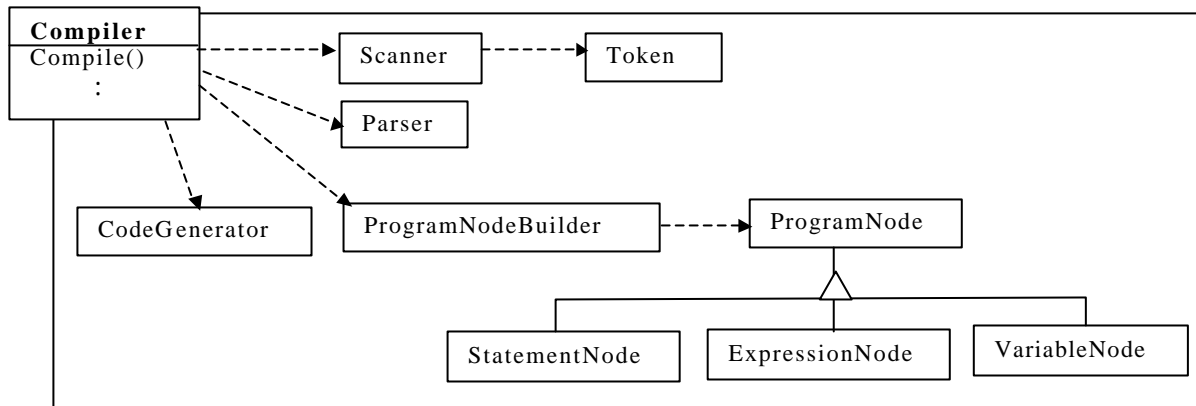 Compiler
Compile()
:
Scanner
Token
Parser
CodeGenerator
ProgramNodeBuilder
ProgramNode
StatementNode
ExpressionNode
VariableNode